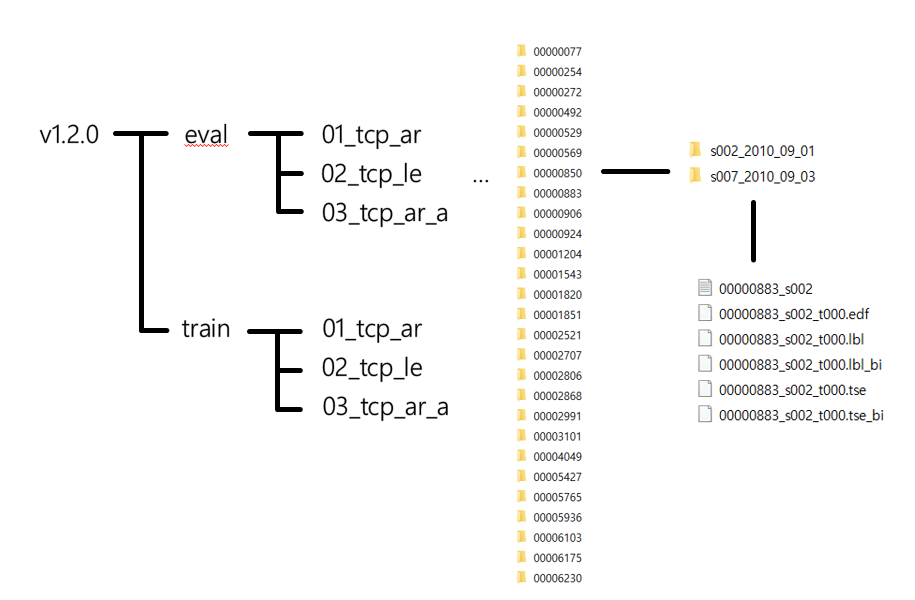 v1.2.0
eval
01_tcp_ar
02_tcp_le
03_tcp_ar_a
train
01_tcp_ar
02_tcp_le
03_tcp_ar_a
...
00000077
00000254
00000272
00000492
00000529
00000569
00000850
00000883
00000906
00000924
00001204
00001543
00001820
00001851
00002521
00002707
00002806
00002868
00002991
00003101
00004049
00005427
00005765
00005936
00006103
00006175
00006230
s002_2010_09_01
s007_2010_09_03
00000883_s002
00000883_s002_t000.edf
00000883_s002_t000.lbl
00000883_s002_t000.lbl_bi
00000883_s002_t000.tse
00000883_s002_t000.tse_bi